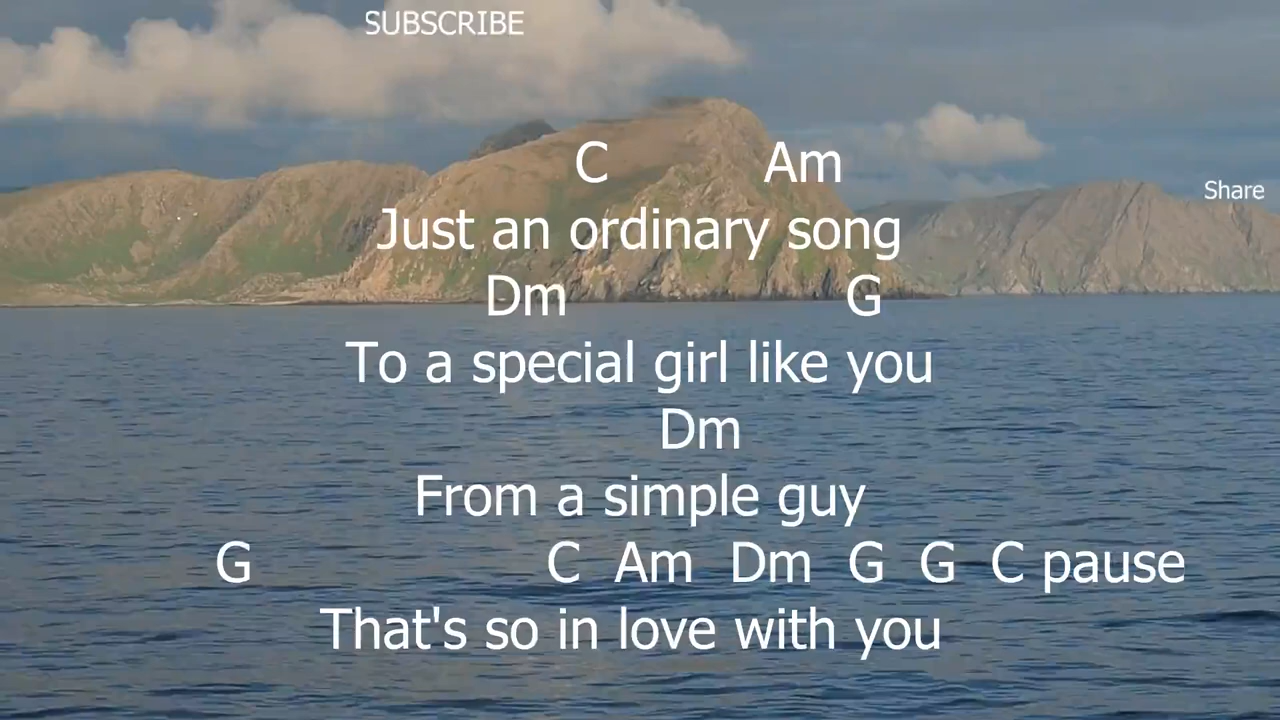 SUBSCRIBE
C Am
Share
Just an ordinary song
Dm G
To a special girl like you
Dm
From a simple guy
G C Am Dm G G C pause
That's so in love with you